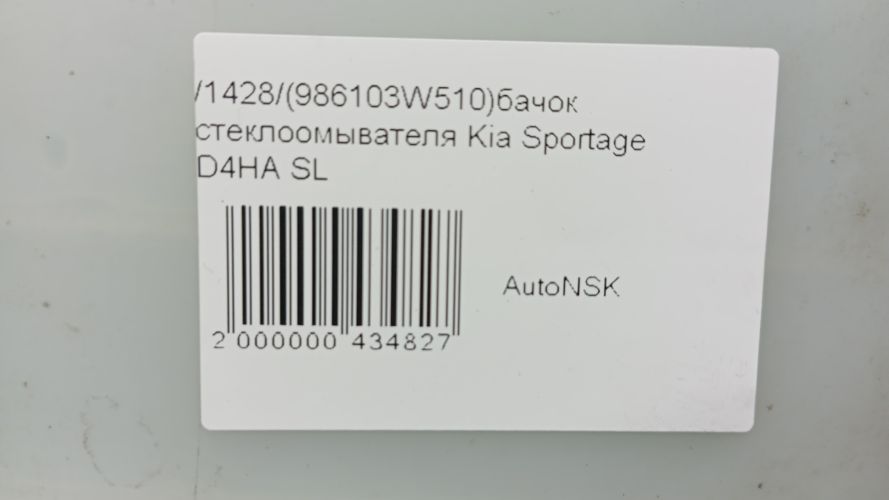 /1428/(986103W510)бачок
стеклоомывателя Kia Sportage
D4HA SL
AutoNSK
2 000000 434827